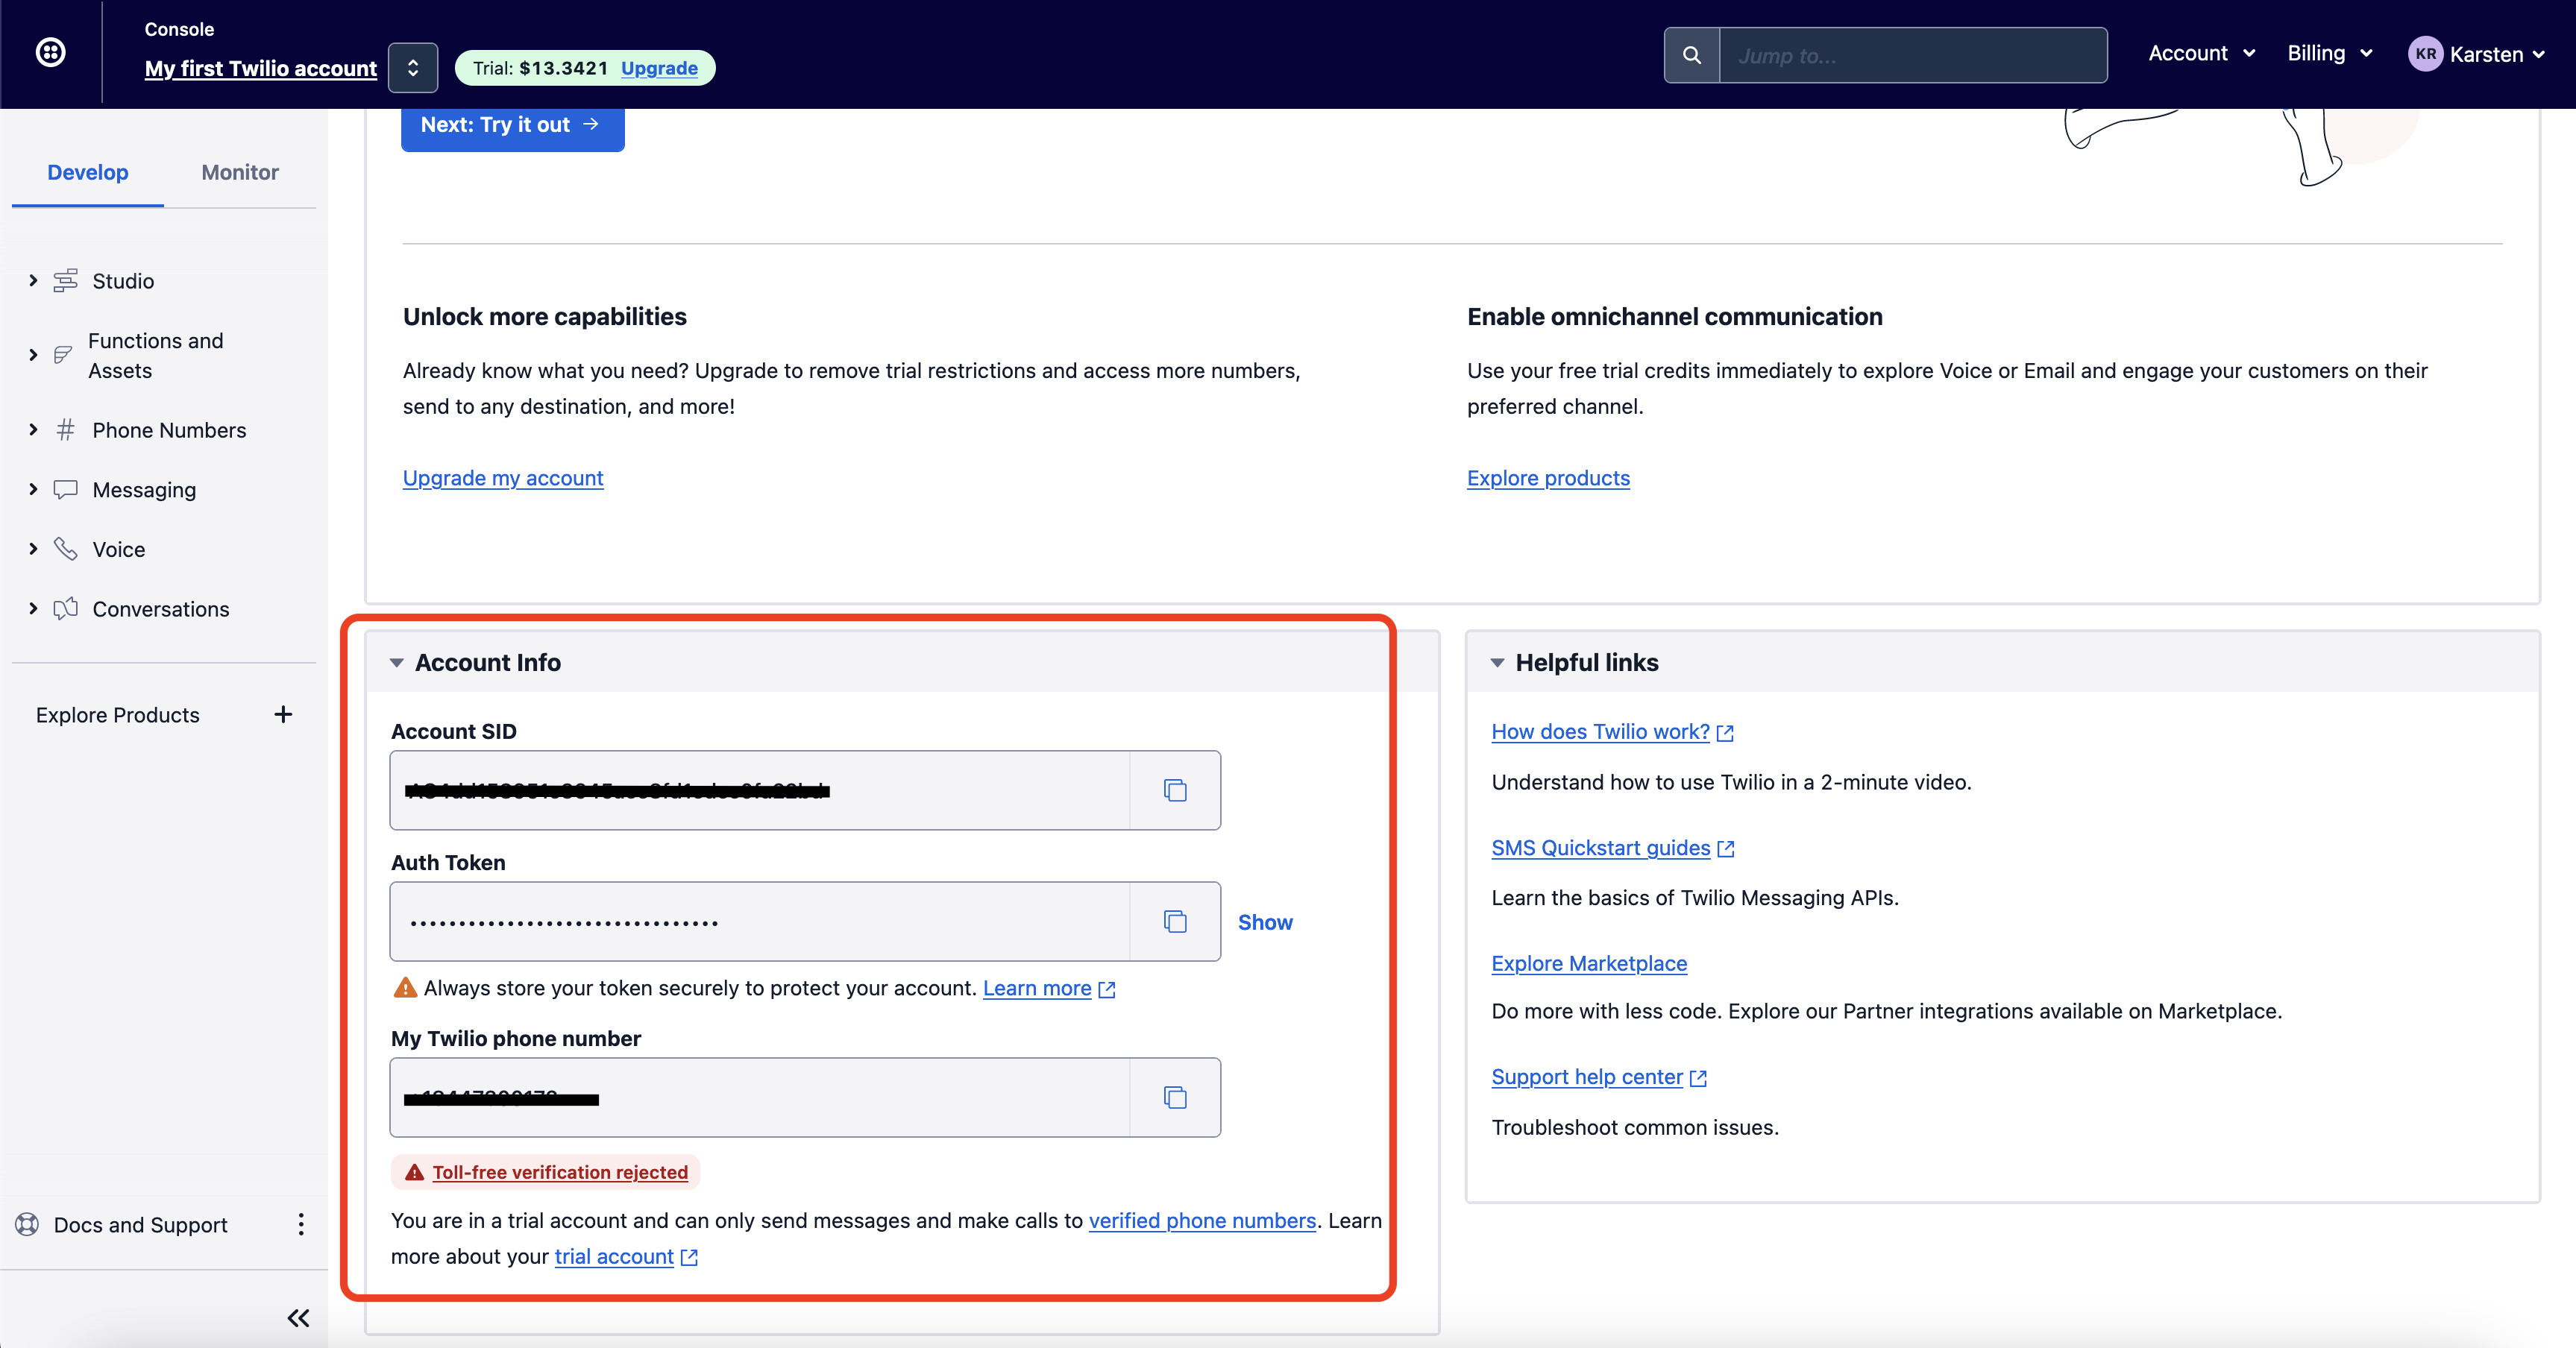 Console
My first Twilio account
Trial: $13.3421 Upgrade
Jump to...
Account
Billing
KR Karsten
Next: Try it out →
Develop
Monitor
Studio
Functions and
Assets
Phone Numbers
Messaging
Voice
Conversations
Explore Products +
Docs and Support
Unlock more capabilities
Already know what you need? Upgrade to remove trial restrictions and access more numbers,
send to any destination, and more!
Upgrade my account
Enable omnichannel communication
Use your free trial credits immediately to explore Voice or Email and engage your customers on their
preferred channel.
Explore products
Account Info
Account SID
Auth Token
••••••••••••••••••••••••••••••••
Show
Always store your token securely to protect your account. Learn more
My Twilio phone number
Toll-free verification rejected
You are in a trial account and can only send messages and make calls to verified phone numbers. Learn
more about your trial account
Helpful links
How does Twilio work?
Understand how to use Twilio in a 2-minute video.
SMS Quickstart guides
Learn the basics of Twilio Messaging APIs.
Explore Marketplace
Do more with less code. Explore our Partner integrations available on Marketplace.
Support help center
Troubleshoot common issues.